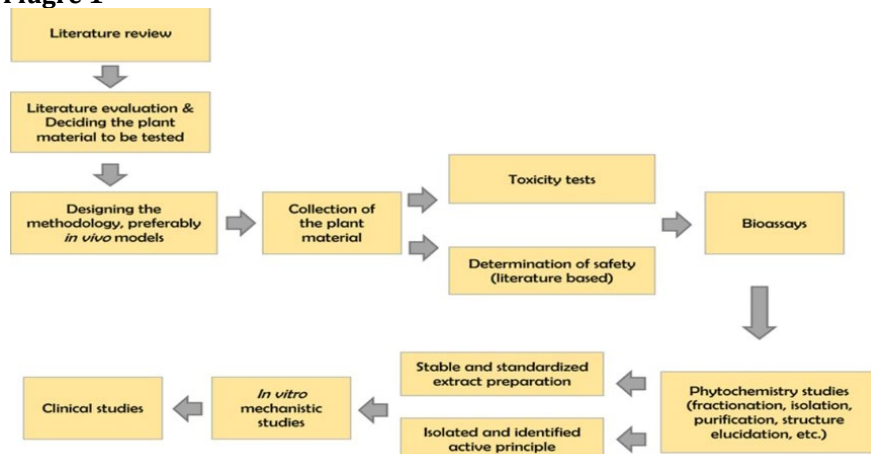 1
Literature review
Literature evaluation &
Deciding the plant
material to be tested
Designing the
methodology, preferably
in vivo models
Collection of
the plant
material
Toxicity tests
Determination of safety
(literature based)
Bioassays
Phytochemistry studies
(fractionation, isolation,
purification, structure
elucidation, etc.)
Stable and standardized
extract preparation
Isolated and identified
active principle
In vitro
mechanistic
studies
Clinical studies